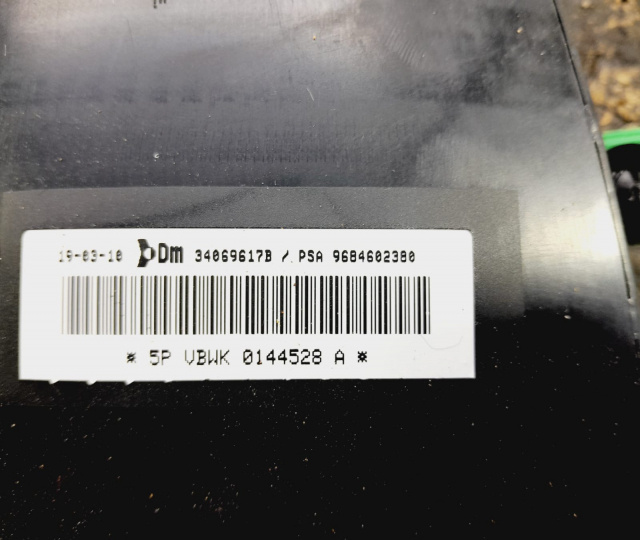 19-03-10 Dm 34069617B / PSA 9684602380
* 5P VBWK 0144528 A *